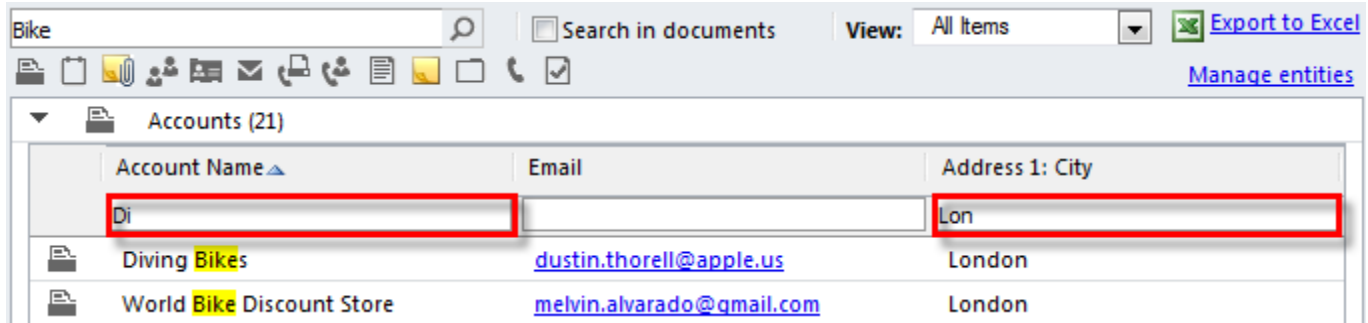 Bike Search in documents View: All Items Export to Excel
Manage entities
Accounts (21)
Account Name Email Address 1: City
Di Lon
Diving Bikes dustin.thorell@apple.us London
World Bike Discount Store melvin.alvarado@gmail.com London